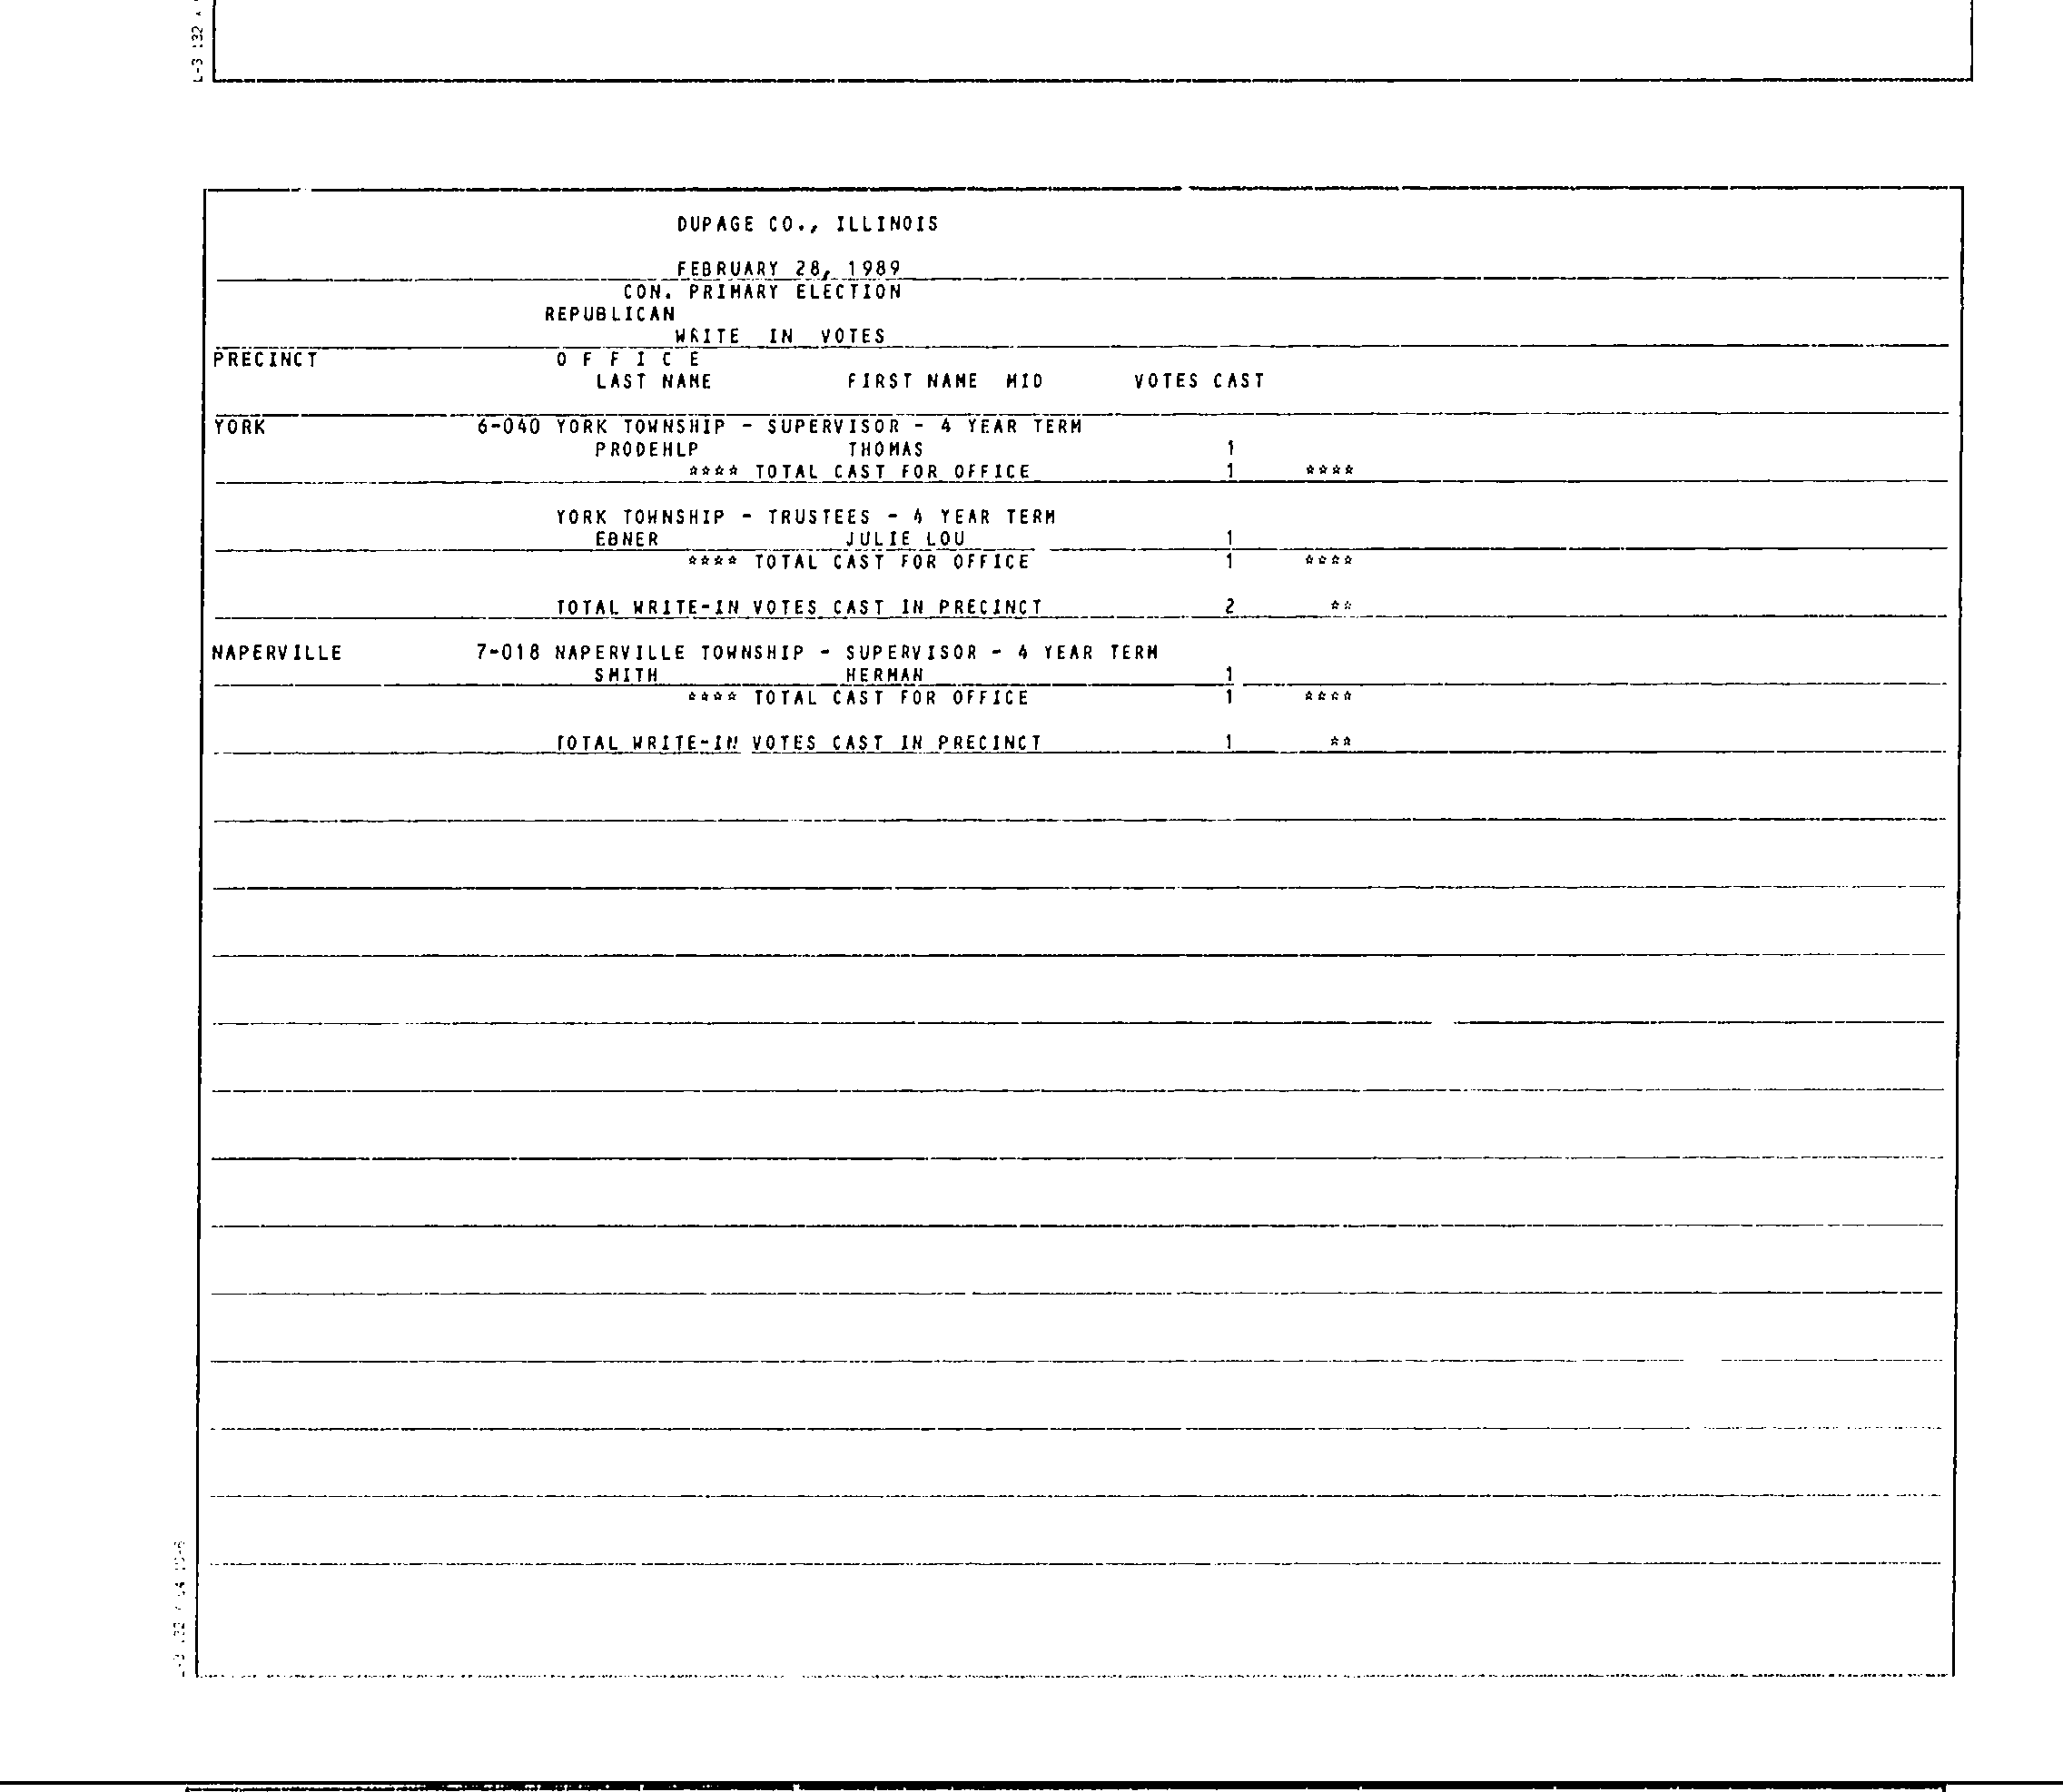 L-3 132
DUPAGE CO., ILLINOIS
FEBRUARY 28, 1989
CON. PRIMARY ELECTION
REPUBLICAN
WRITE IN VOTES
PRECINCT O F F I C E
LAST NAME FIRST NAME MID VOTES CAST
YORK 6-040 YORK TOWNSHIP - SUPERVISOR - 4 YEAR TERM
PRODEHLP THOMAS 1
**** TOTAL CAST FOR OFFICE 1 ****
YORK TOWNSHIP - TRUSTEES - 4 YEAR TERM
EBNER JULIE LOU 1
**** TOTAL CAST FOR OFFICE 1 ****
TOTAL WRITE-IN VOTES CAST IN PRECINCT 2 **
NAPERVILLE 7-018 NAPERVILLE TOWNSHIP - SUPERVISOR - 4 YEAR TERM
SMITH HERMAN 1
**** TOTAL CAST FOR OFFICE 1 ****
TOTAL WRITE-IN VOTES CAST IN PRECINCT 1 **